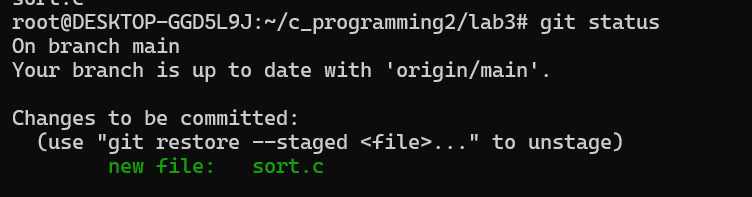 sort.c
root@DESKTOP-GGD5L9J:~/c_programming2/lab3# git status
On branch main
Your branch is up to date with 'origin/main'.
Changes to be committed:
  (use "git restore --staged <file>..." to unstage)
        new file:   sort.c